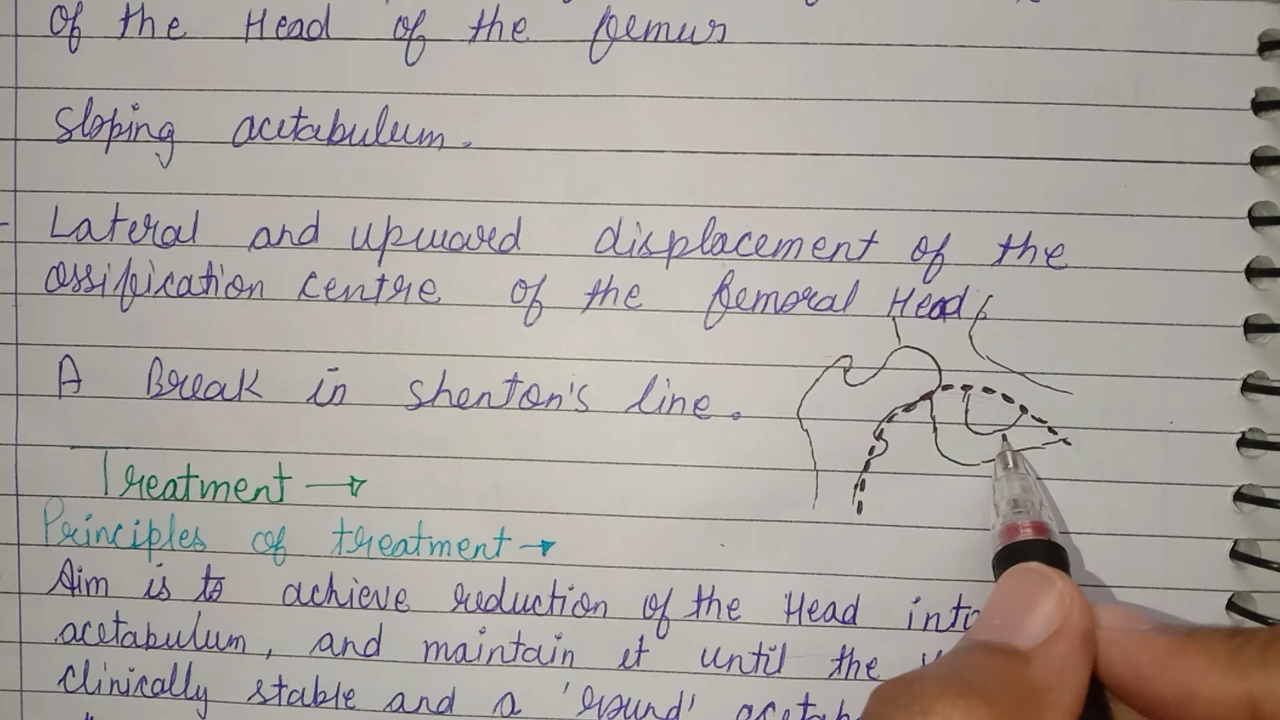 of the Head of the femur
Sloping acetabulum.
- Lateral and upward displacement of the
ossification centre of the femoral Head
A Break in Shenton's line.
Treatment →
Principles of treatment →
Aim is to achieve reduction of the Head into
acetabulum, and maintain it until the
clinically stable and a 'round'